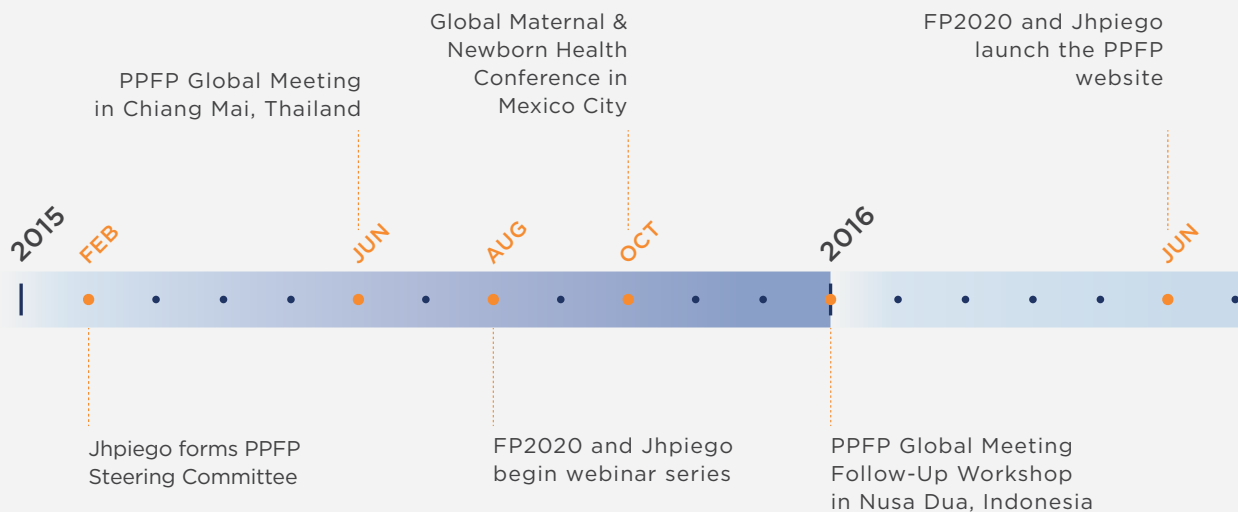 Global Maternal &
Newborn Health
Conference in
Mexico City
FP2020 and Jhpiego
launch the PPFP
website
PPFP Global Meeting
in Chiang Mai, Thailand
2015
FEB
JUN
AUG
OCT
2016
JUN
Jhpiego forms PPFP
Steering Committee
FP2020 and Jhpiego
begin webinar series
PPFP Global Meeting
Follow-Up Workshop
in Nusa Dua, Indonesia